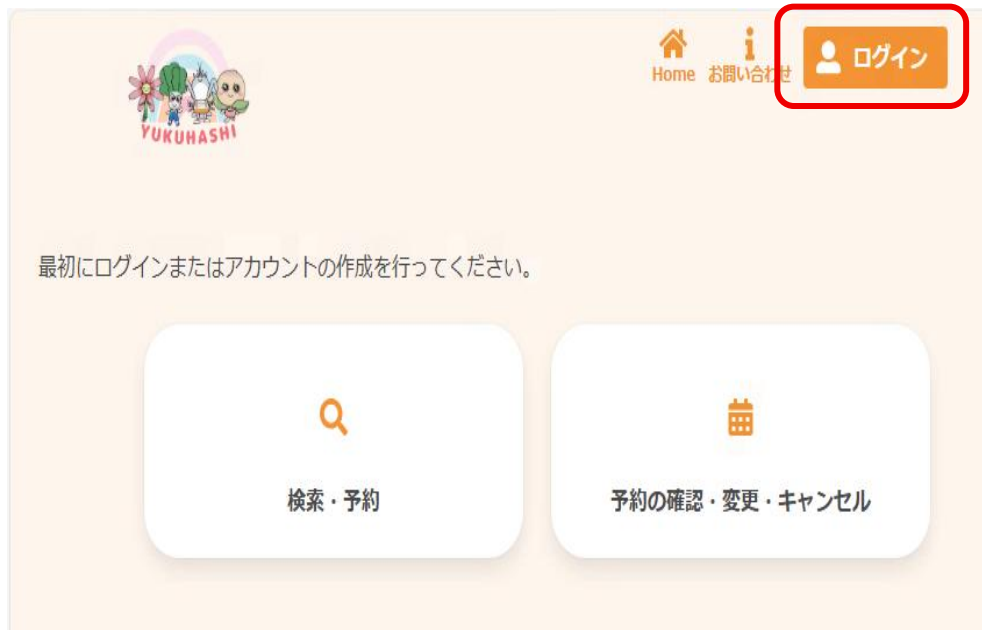 YUKUHASHI
Home お問い合わせ ログイン
最初にログインまたはアカウントの作成を行ってください。
検索・予約
予約の確認・変更・キャンセル